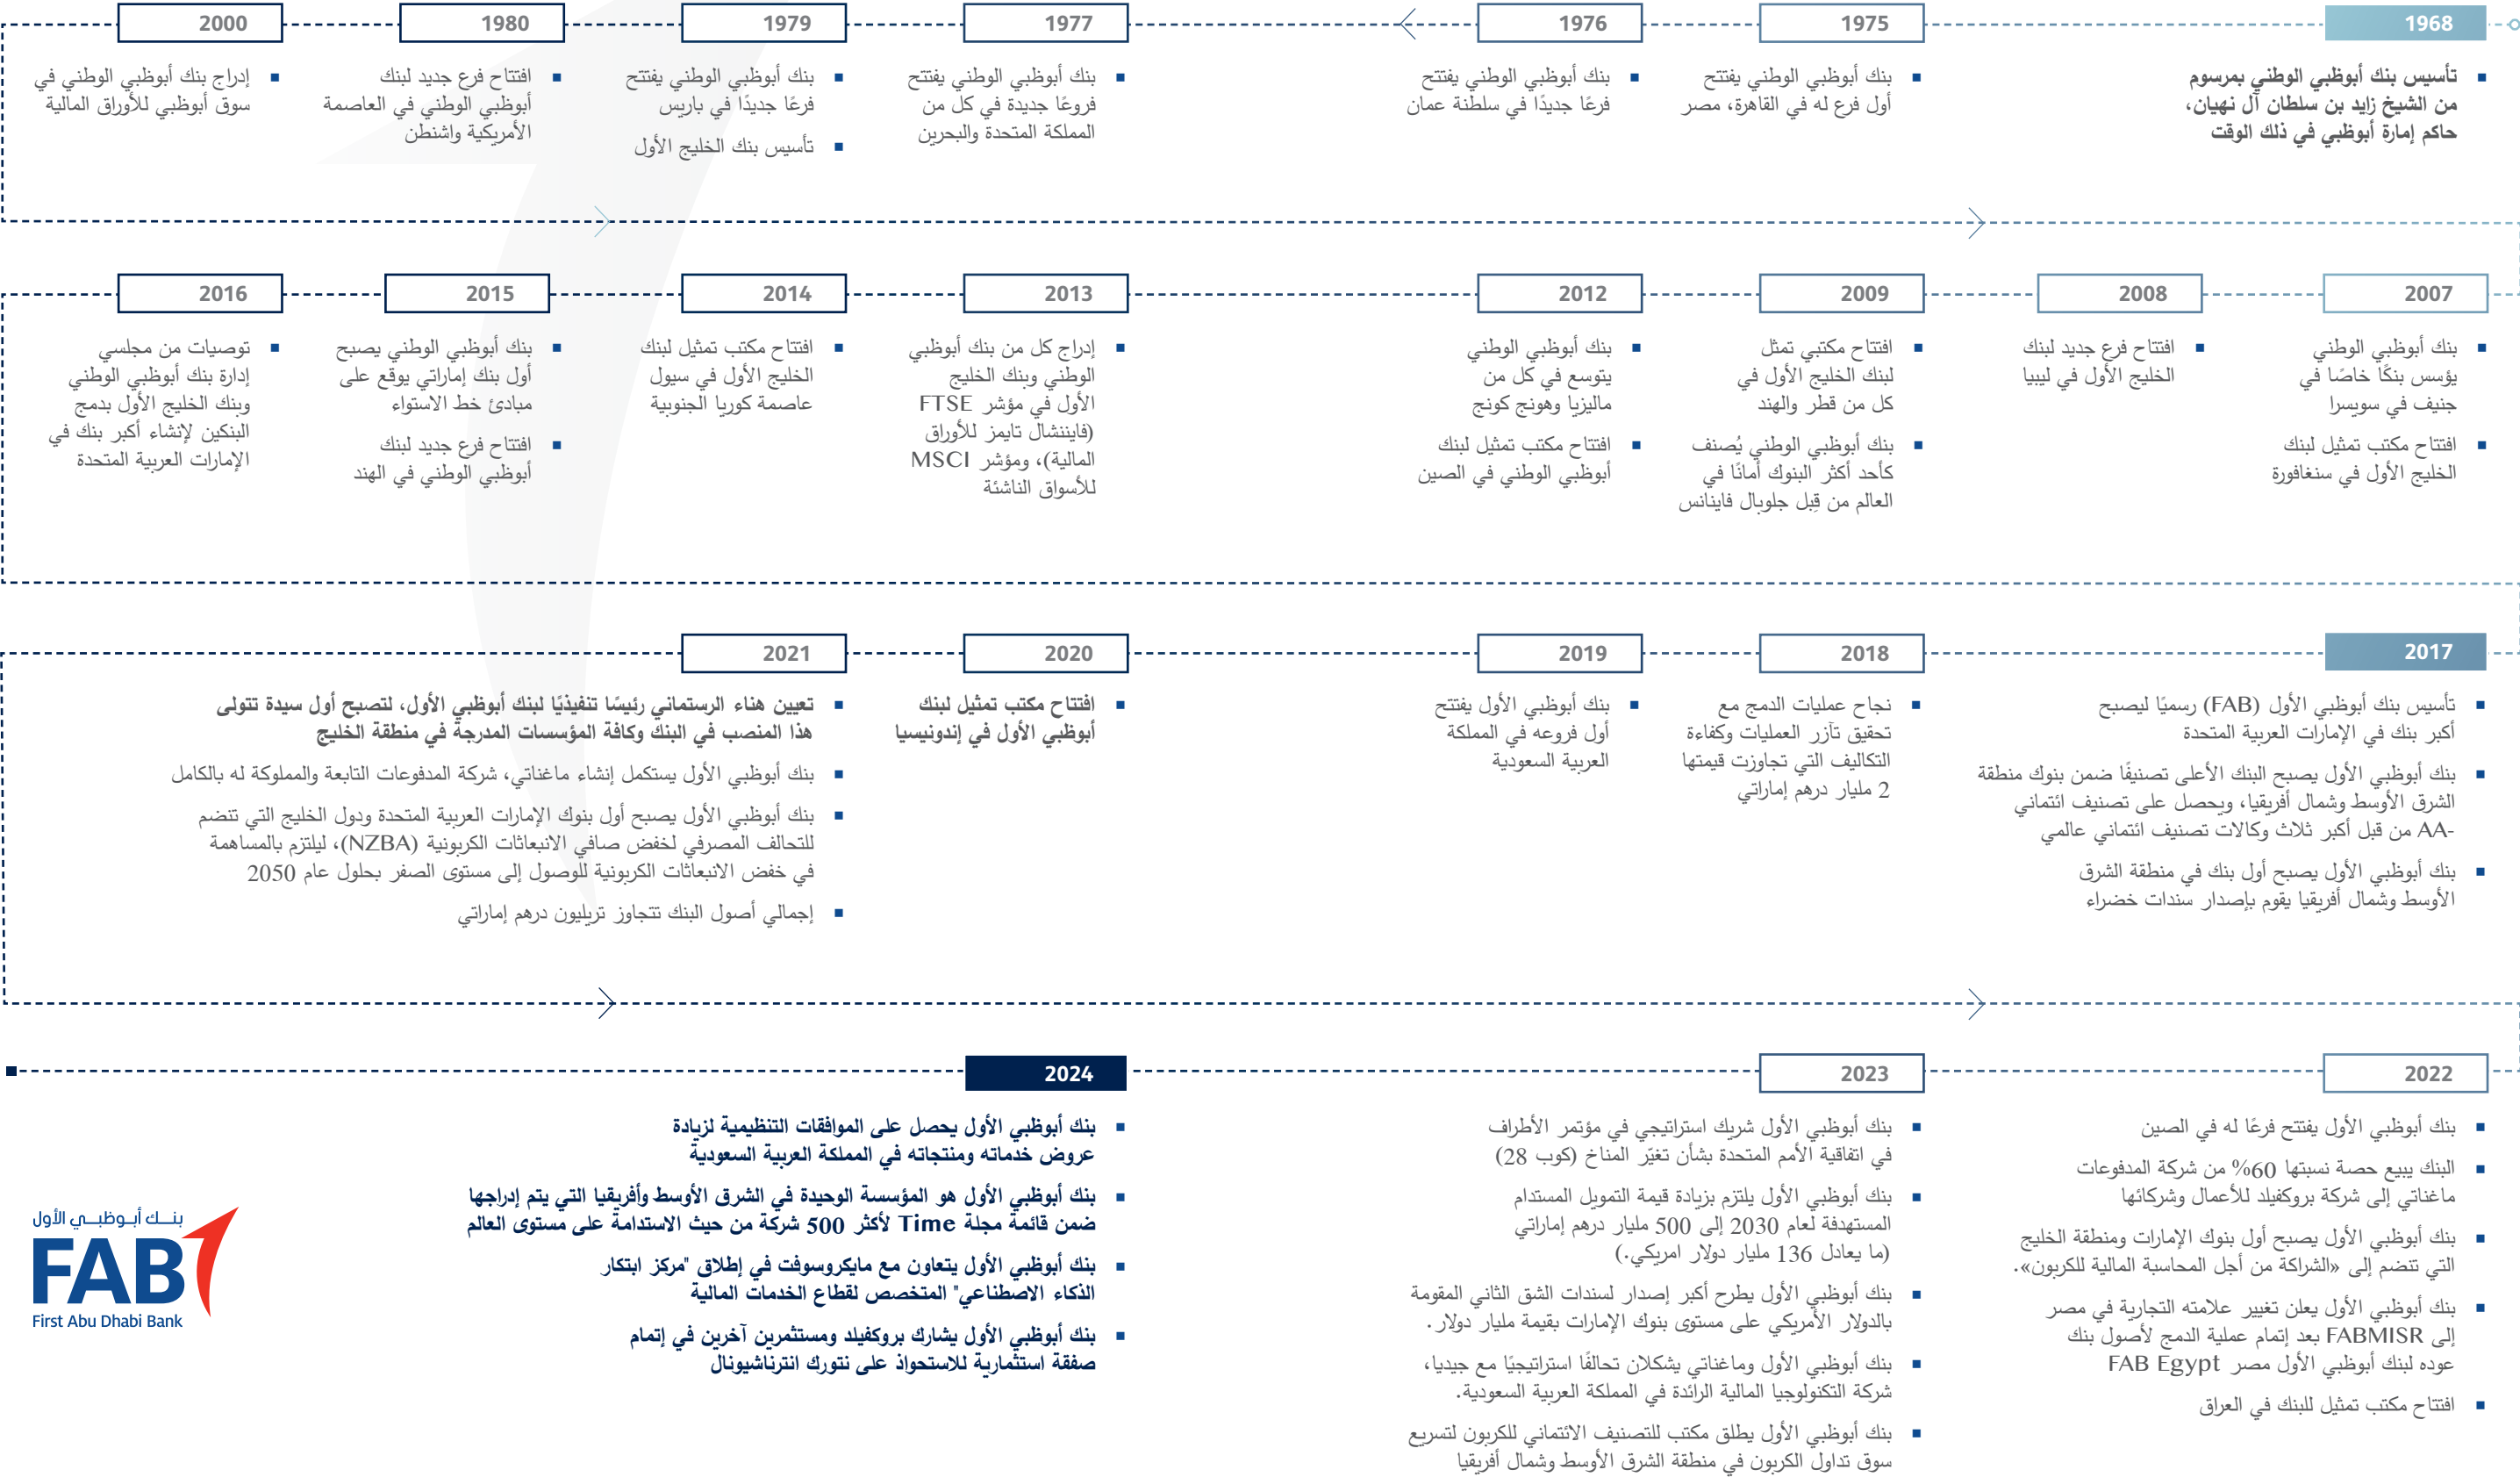 1968
تأسيس بنك أبوظبي الوطني بمرسوم
من الشيخ زايد بن سلطان آل نهيان،
حاكم إمارة أبوظبي في ذلك الوقت
1975
بنك أبوظبي الوطني يفتتح
أول فرع له في القاهرة، مصر
1976
بنك أبوظبي الوطني يفتتح
فرعًا جديدًا في سلطنة عمان
1977
بنك أبوظبي الوطني يفتتح
فروعًا جديدة في كل من
المملكة المتحدة والبحرين
1979
بنك أبوظبي الوطني يفتتح
فرعًا جديدًا في باريس
تأسيس بنك الخليج الأول
1980
افتتاح فرع جديد لبنك
أبوظبي الوطني في العاصمة
الأمريكية واشنطن
2000
إدراج بنك أبوظبي الوطني في
سوق أبوظبي للأوراق المالية
2007
بنك أبوظبي الوطني
يؤسس بنكًا خاصًا في
جنيف في سويسرا
افتتاح مكتب تمثيل لبنك
الخليج الأول في سنغافورة
2008
افتتاح فرع جديد لبنك
الخليج الأول في ليبيا
2009
افتتاح مكتبي تمثل
لبنك الخليج الأول في
كل من قطر والهند
بنك أبوظبي الوطني يُصنف
كأحد أكثر البنوك أمانًا في
العالم من قِبل جلوبال فاينانس
2012
بنك أبوظبي الوطني
يتوسع في كل من
ماليزيا وهونج كونج
افتتاح مكتب تمثيل لبنك
أبوظبي الوطني في الصين
2013
إدراج كل من بنك أبوظبي
الوطني وبنك الخليج
الأول في مؤشر FTSE
(فايننشال تايمز للأوراق
المالية)، ومؤشر MSCI
للأسواق الناشئة
2014
افتتاح مكتب تمثيل لبنك
الخليج الأول في سيول
عاصمة كوريا الجنوبية
2015
بنك أبوظبي الوطني يصبح
أول بنك إماراتي يوقع على
مبادئ خط الاستواء
افتتاح فرع جديد لبنك
أبوظبي الوطني في الهند
2016
توصيات من مجلسي
إدارة بنك أبوظبي الوطني
وبنك الخليج الأول بدمج
البنكين لإنشاء أكبر بنك في
الإمارات العربية المتحدة
2017
تأسيس بنك أبوظبي الأول (FAB) رسميًا ليصبح
أكبر بنك في الإمارات العربية المتحدة
بنك أبوظبي الأول يصبح البنك الأعلى تصنيفًا ضمن بنوك منطقة
الشرق الأوسط وشمال أفريقيا، ويحصل على تصنيف ائتماني
AA- من قبل أكبر ثلاث وكالات تصنيف ائتماني عالمي
بنك أبوظبي الأول يصبح أول بنك في منطقة الشرق
الأوسط وشمال أفريقيا يقوم بإصدار سندات خضراء
2018
نجاح عمليات الدمج مع
تحقيق تآزر العمليات وكفاءة
التكاليف التي تجاوزت قيمتها
2 مليار درهم إماراتي
2019
بنك أبوظبي الأول يفتتح
أول فروعه في المملكة
العربية السعودية
2020
افتتاح مكتب تمثيل لبنك
أبوظبي الأول في إندونيسيا
2021
تعيين هناء الرستماني رئيسًا تنفيذيًا لبنك أبوظبي الأول، لتصبح أول سيدة تتولى
هذا المنصب في البنك وكافة المؤسسات المدرجة في منطقة الخليج
بنك أبوظبي الأول يستكمل إنشاء ماغناتي، شركة المدفوعات التابعة والمملوكة له بالكامل
بنك أبوظبي الأول يصبح أول بنوك الإمارات العربية المتحدة ودول الخليج التي تنضم
للتحالف المصرفي لخفض صافي الانبعاثات الكربونية (NZBA)، ليلتزم بالمساهمة
في خفض الانبعاثات الكربونية للوصول إلى مستوى الصفر بحلول عام 2050
إجمالي أصول البنك تتجاوز تريليون درهم إماراتي
2022
بنك أبوظبي الأول يفتتح فرعًا له في الصين
البنك يبيع حصة نسبتها 60% من شركة المدفوعات
ماغناتي إلى شركة بروكفيلد للأعمال وشركائها
بنك أبوظبي الأول يصبح أول بنوك الإمارات ومنطقة الخليج
التي تنضم إلى «الشراكة من أجل المحاسبة المالية للكربون».
بنك أبوظبي الأول يعلن تغيير علامته التجارية في مصر
إلى FABMISR بعد إتمام عملية الدمج لأصول بنك
عوده لبنك أبوظبي الأول مصر FAB Egypt
افتتاح مكتب تمثيل للبنك في العراق
2023
بنك أبوظبي الأول شريك استراتيجي في مؤتمر الأطراف
في اتفاقية الأمم المتحدة بشأن تغيّر المناخ (كوب 28)
بنك أبوظبي الأول يلتزم بزيادة قيمة التمويل المستدام
المستهدفة لعام 2030 إلى 500 مليار درهم إماراتي
(ما يعادل 136 مليار دولار امريكي.)
بنك أبوظبي الأول يطرح أكبر إصدار لسندات الشق الثاني المقومة
بالدولار الأمريكي على مستوى بنوك الإمارات بقيمة مليار دولار.
بنك أبوظبي الأول وماغناتي يشكلان تحالفًا استراتيجيًا مع جيديا،
شركة التكنولوجيا المالية الرائدة في المملكة العربية السعودية.
بنك أبوظبي الأول يطلق مكتب للتصنيف الائتماني للكربون لتسريع
سوق تداول الكربون في منطقة الشرق الأوسط وشمال أفريقيا
2024
بنك أبوظبي الأول يحصل على الموافقات التنظيمية لزيادة
عروض خدماته ومنتجاته في المملكة العربية السعودية
بنك أبوظبي الأول هو المؤسسة الوحيدة في الشرق الأوسط وأفريقيا التي يتم إدراجها
ضمن قائمة مجلة Time لأكثر 500 شركة من حيث الاستدامة على مستوى العالم
بنك أبوظبي الأول يتعاون مع مايكروسوفت في إطلاق "مركز ابتكار
الذكاء الاصطناعي" المتخصص لقطاع الخدمات المالية
بنك أبوظبي الأول يشارك بروكفيلد ومستثمرين آخرين في إتمام
صفقة استثمارية للاستحواذ على نتورك انترناشيونال
بنك أبوظبي الأول
FAB
First Abu Dhabi Bank